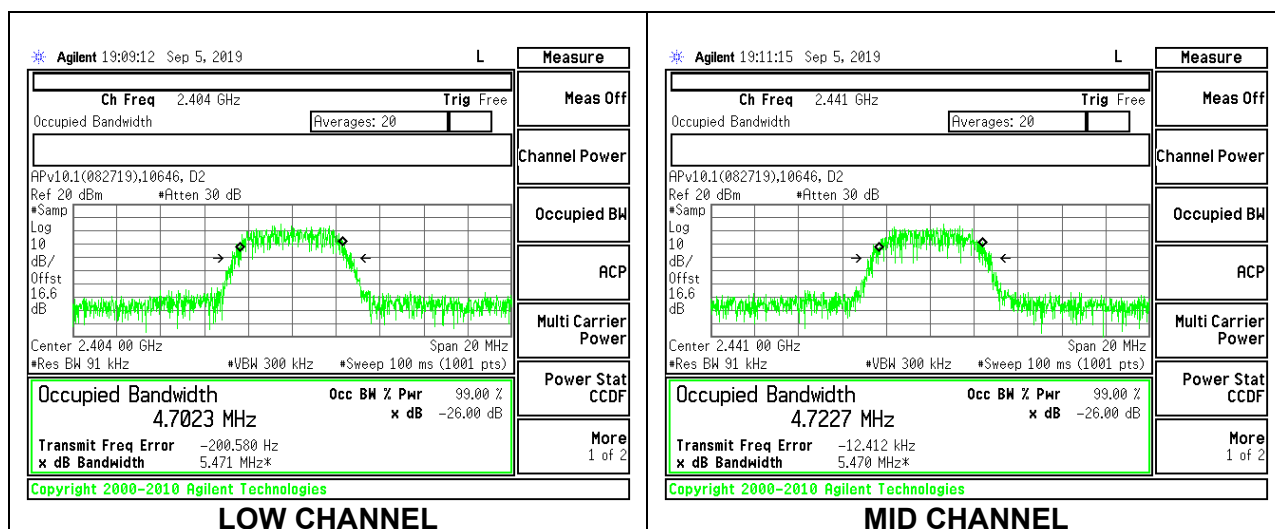 Agilent 19:09:12 Sep 5, 2019 L
Measure
Ch Freq 2.404 GHz Trig Free
Occupied Bandwidth Averages: 20
APv10.1(082719),10646, D2
Ref 20 dBm #Atten 30 dB
#Samp
Log
10
dB/
Offst
16.6
dB
Center 2.404 00 GHz Span 20 MHz
#Res BW 91 kHz #VBW 300 kHz #Sweep 100 ms (1001 pts)
Occupied Bandwidth Occ BW % Pwr 99.00 %
4.7023 MHz x dB -26.00 dB
Transmit Freq Error -200.580 Hz
x dB Bandwidth 5.471 MHz*
Copyright 2000-2010 Agilent Technologies
Meas Off
Channel Power
Occupied BW
ACP
Multi Carrier
Power
Power Stat
CCDF
More
1 of 2
LOW CHANNEL
Agilent 19:11:15 Sep 5, 2019 L
Measure
Ch Freq 2.441 GHz Trig Free
Occupied Bandwidth Averages: 20
APv10.1(082719),10646, D2
Ref 20 dBm #Atten 30 dB
#Samp
Log
10
dB/
Offst
16.6
dB
Center 2.441 00 GHz Span 20 MHz
#Res BW 91 kHz #VBW 300 kHz #Sweep 100 ms (1001 pts)
Occupied Bandwidth Occ BW % Pwr 99.00 %
4.7227 MHz x dB -26.00 dB
Transmit Freq Error -12.412 kHz
x dB Bandwidth 5.470 MHz*
Copyright 2000-2010 Agilent Technologies
Meas Off
Channel Power
Occupied BW
ACP
Multi Carrier
Power
Power Stat
CCDF
More
1 of 2
MID CHANNEL